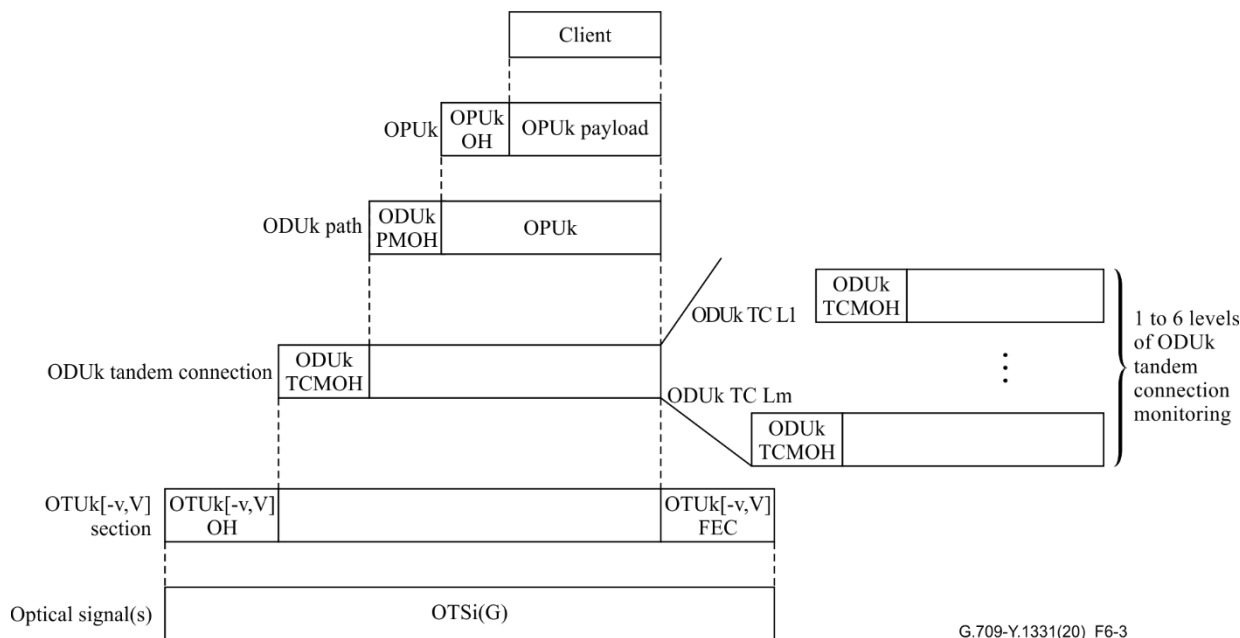 Client
OPUk
OPUk
OH
OPUk payload
ODUk path
ODUk
PMOH
OPUk
ODUk TC L1
ODUk
TCMOH
1 to 6 levels
of ODUk
tandem
connection
monitoring
ODUk tandem connection
ODUk
TCMOH
ODUk TC Lm
ODUk
TCMOH
OTUk[-v,V]
section
OTUk[-v,V]
OH
OTUk[-v,V]
FEC
Optical signal(s)
OTSi(G)
G.709-Y.1331(20)_F6-3